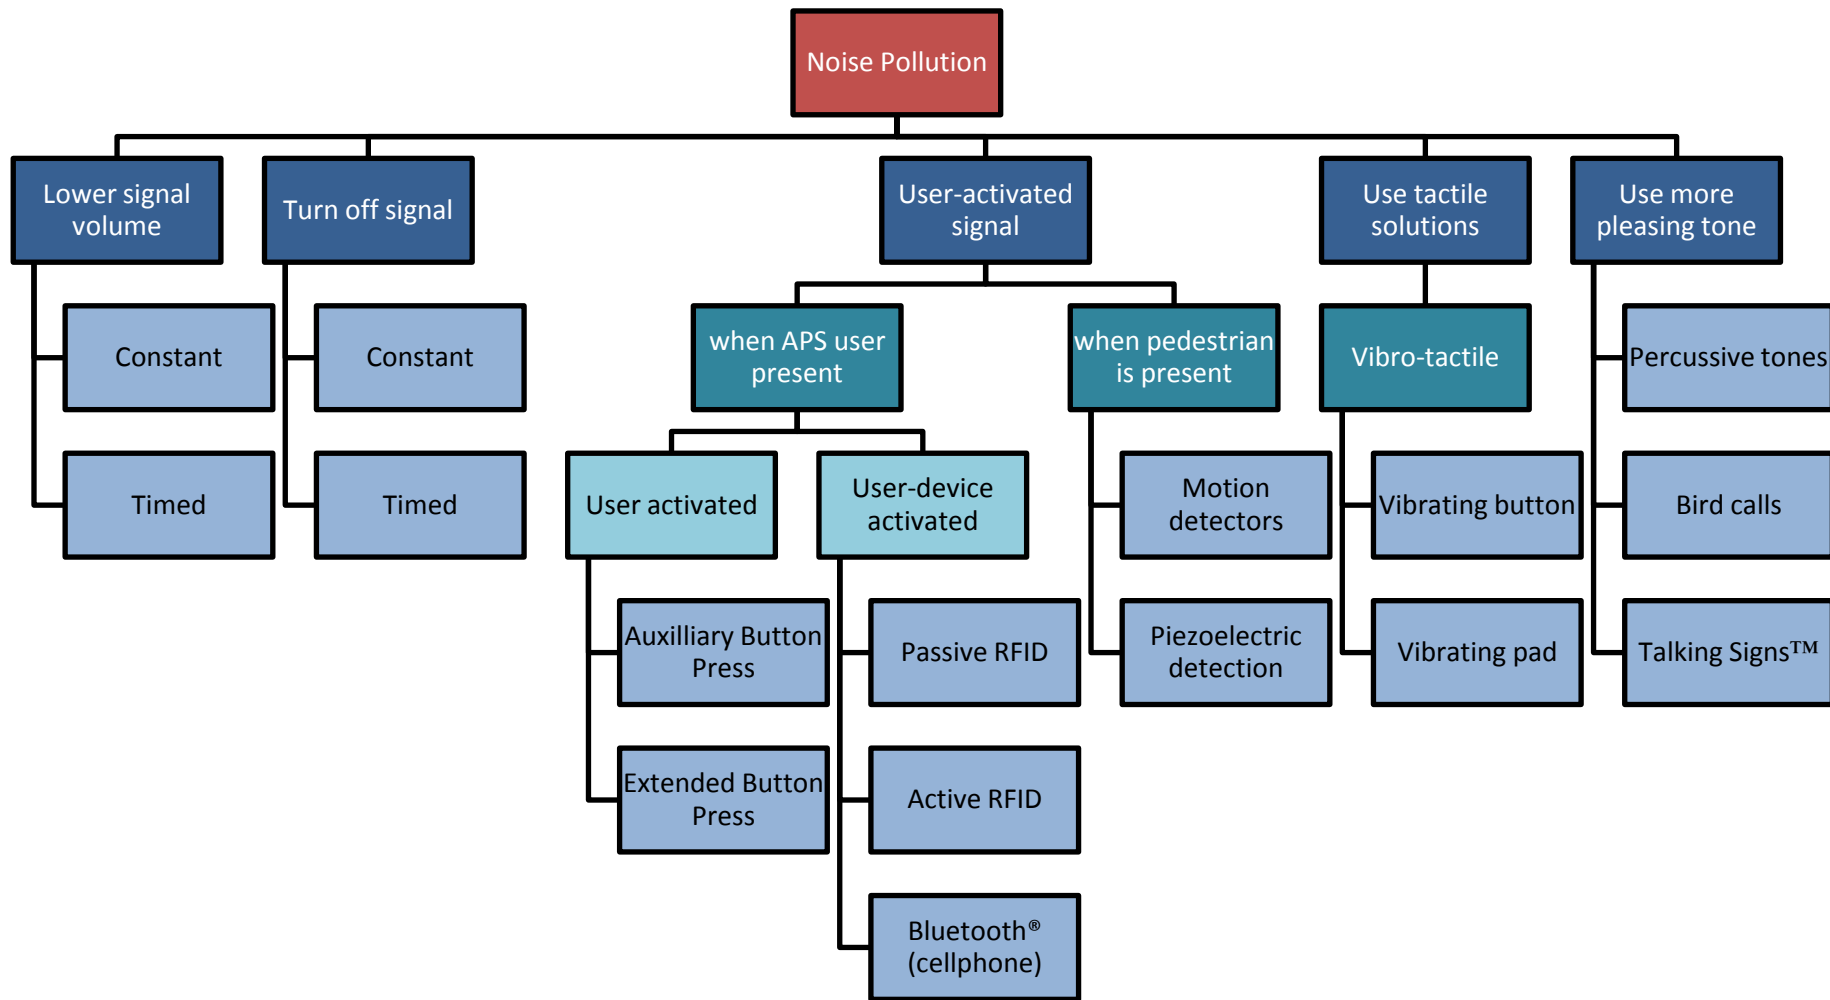 Noise Pollution
Lower signal
volume
Turn off signal
User-activated
signal
Use tactile
solutions
Use more
pleasing tone
Constant
Constant
when APS user
present
when pedestrian
is present
Vibro-tactile
Percussive tones
Timed
Timed
User activated
User-device
activated
Motion
detectors
Vibrating button
Bird calls
Auxilliary Button
Press
Passive RFID
Piezoelectric
detection
Vibrating pad
Talking Signs™
Extended Button
Press
Active RFID
Bluetooth®
(cellphone)